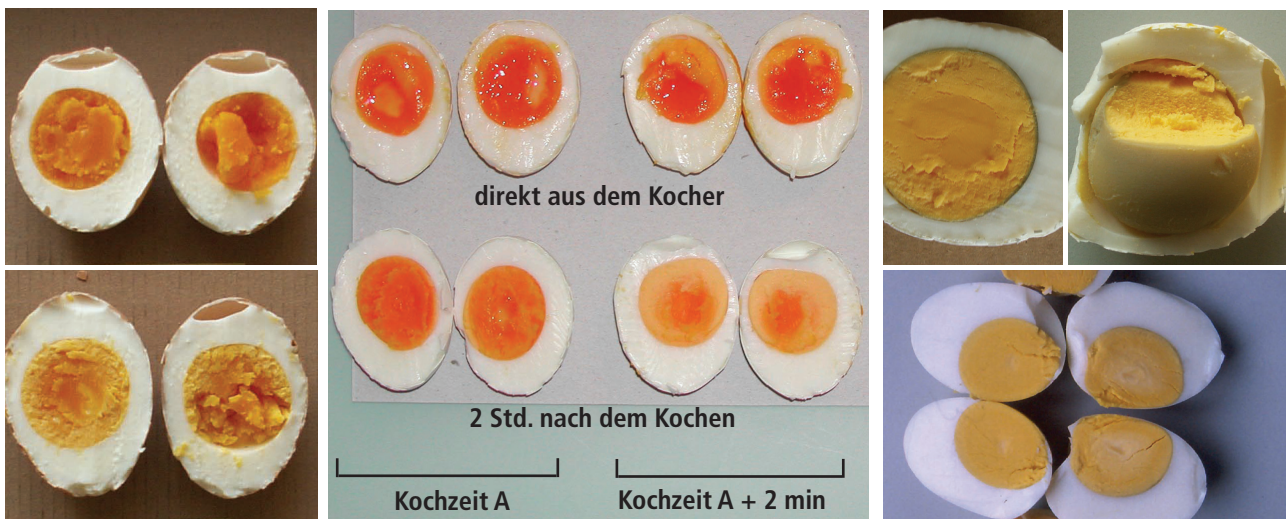 direkt aus dem Kocher
2 Std. nach dem Kochen
Kochzeit A
Kochzeit A + 2 min